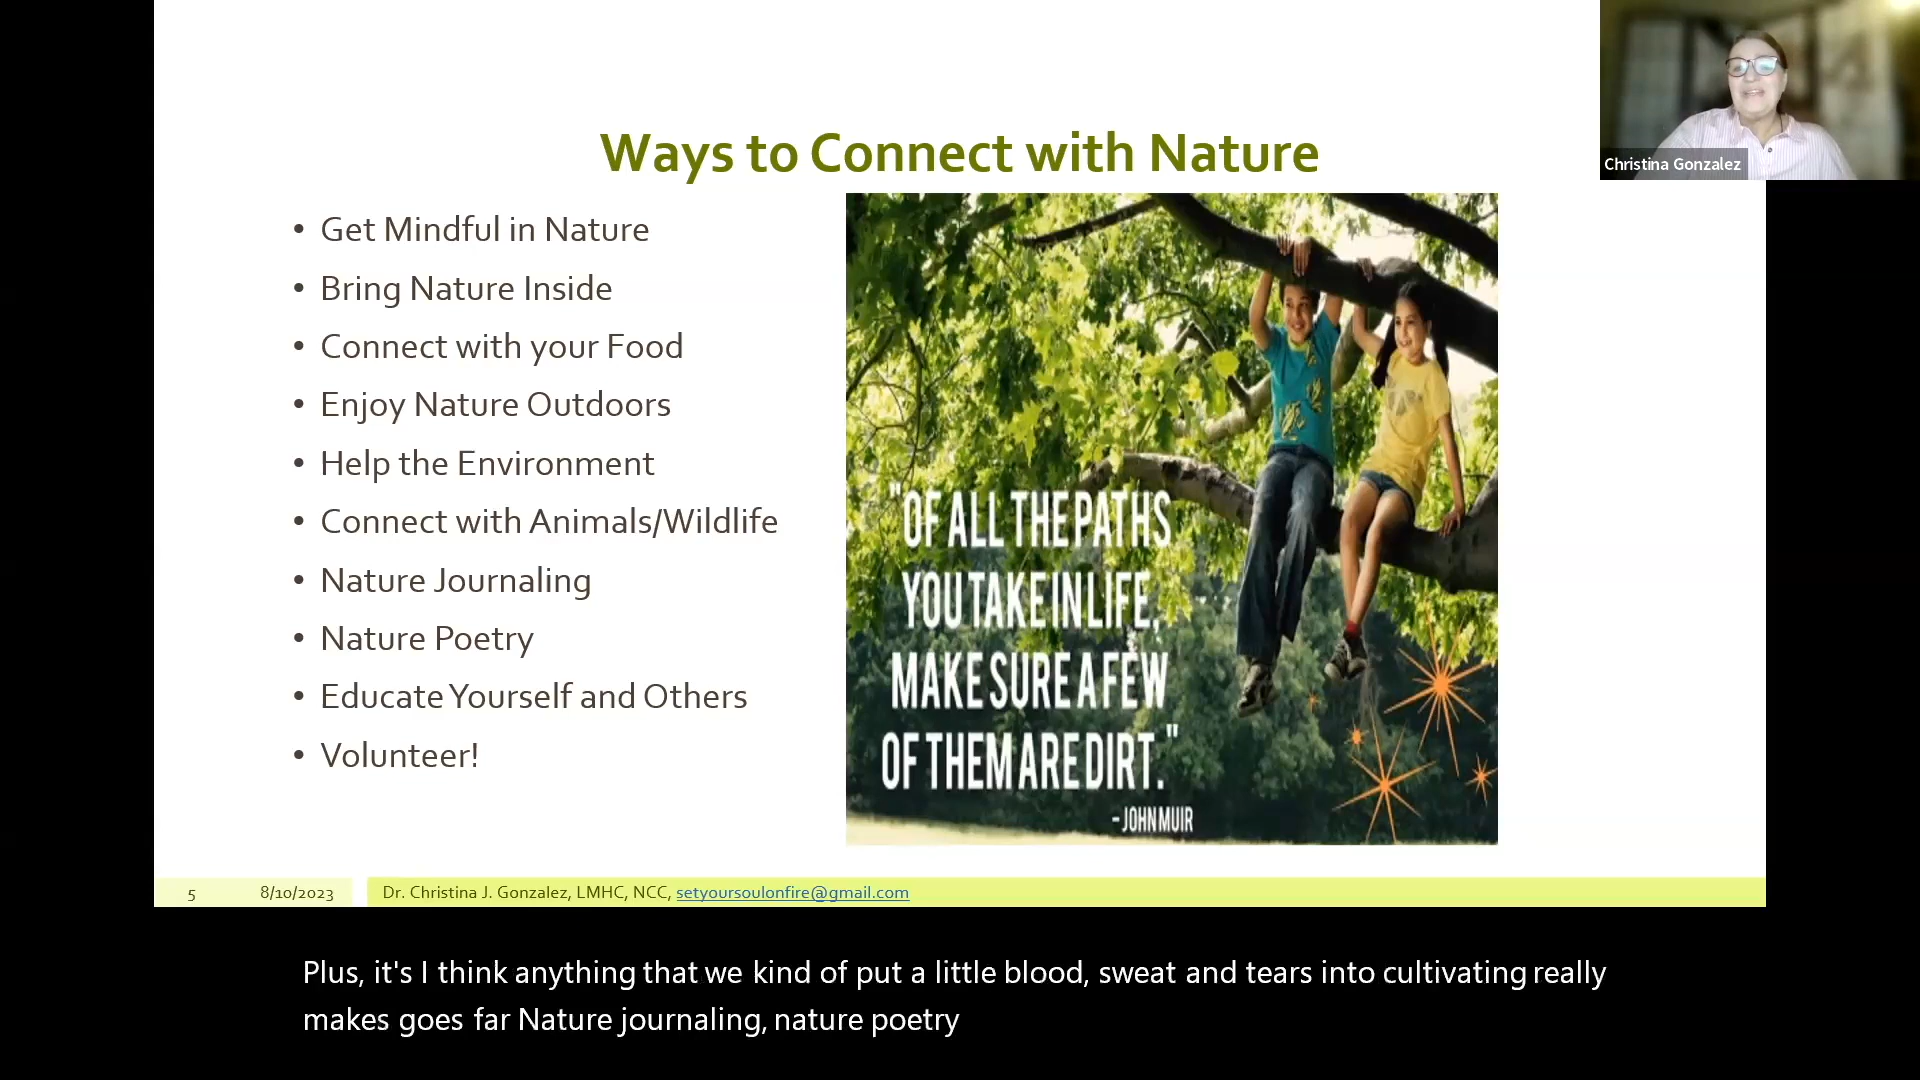 Ways to Connect with Nature
Christina Gonzalez
• Get Mindful in Nature
• Bring Nature Inside
• Connect with your Food
• Enjoy Nature Outdoors
• Help the Environment
• Connect with Animals/Wildlife
• Nature Journaling
• Nature Poetry
• Educate Yourself and Others
• Volunteer!
"OF ALL THE PATHS
YOU TAKE IN LIFE,
MAKE SURE A FEW
OF THEM ARE DIRT."
- JOHN MUIR
5 8/10/2023 Dr. Christina J. Gonzalez, LMHC, NCC, setyoursoulonfire@gmail.com
Plus, it's I think anything that we kind of put a little blood, sweat and tears into cultivating really
makes goes far Nature journaling, nature poetry